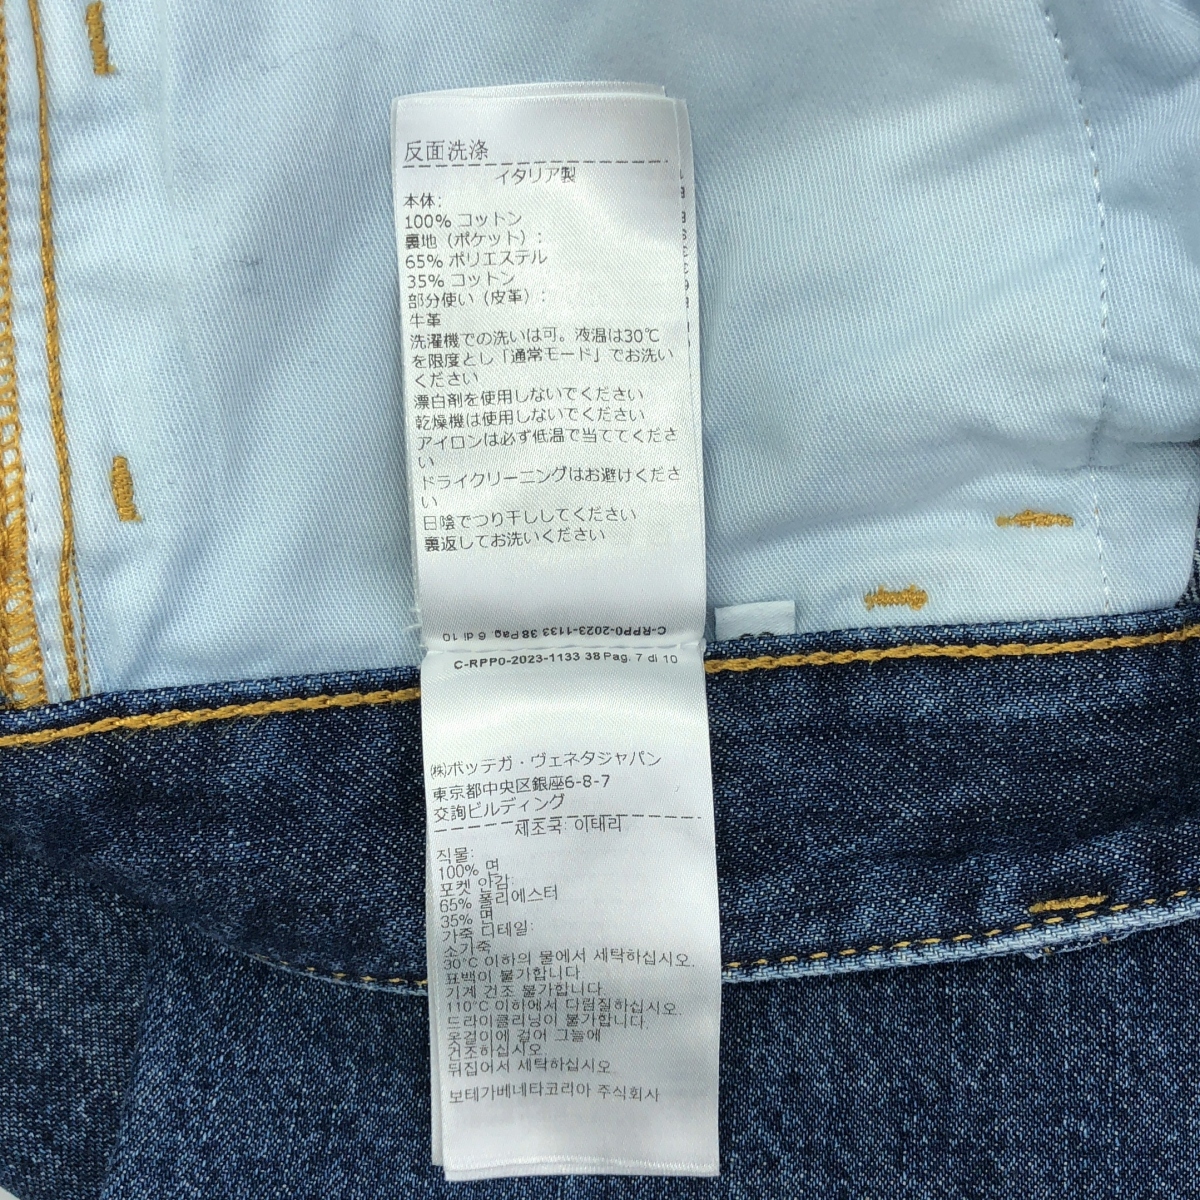 反面洗涤
イタリア製
本体:
100% コットン
裏地（ポケット）:
65% ポリエステル
35% コットン
部分使い（皮革）:
牛革
洗濯機での洗いは可。液温は30℃
を限度とし「通常モード」でお洗い
ください
漂白剤を使用しないでください
乾燥機は使用しないでください
アイロンは必ず低温で当ててくださ
い
ドライクリーニングはお避けくださ
い
日陰でつり干ししてください
裏返してお洗いください
C-RPP0-2023-1133 38 Pag. 6 di 10
C-RPP0-2023-1133 38 Pag. 7 di 10
㈱ボッテガ・ヴェネタジャパン
東京都中央区銀座6-8-7
交詢ビルディング
제조국: 이태리
직물:
100% 면
포켓 안감:
65% 폴리에스터
35% 면
가죽 디테일:
소가죽
30°C 이하의 물에서 세탁하십시오.
표백이 불가합니다
기계 건조 불가합니다.
110°C 이하에서 다림질하십시오
드라이클리닝이 불가합니다.
옷걸이에 걸어 그늘에
건조하십시오.
뒤집어서 세탁하십시오
보테가베네타코리아 주식회사